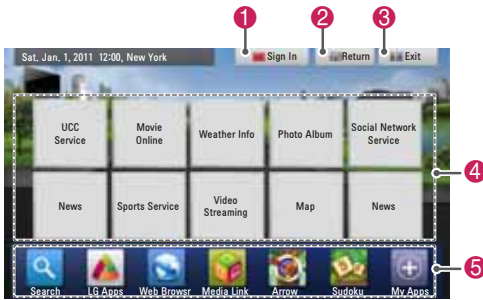 1 2 3
Sat. Jan. 1, 2011 12:00, New York Sign In Return Exit
UCC Service Movie Online Weather Info Photo Album Social Network Service
4
News Sports Service Video Streaming Map News
5
Search LG Apps Web Browsr Media Link Arrow Sudoku My Apps